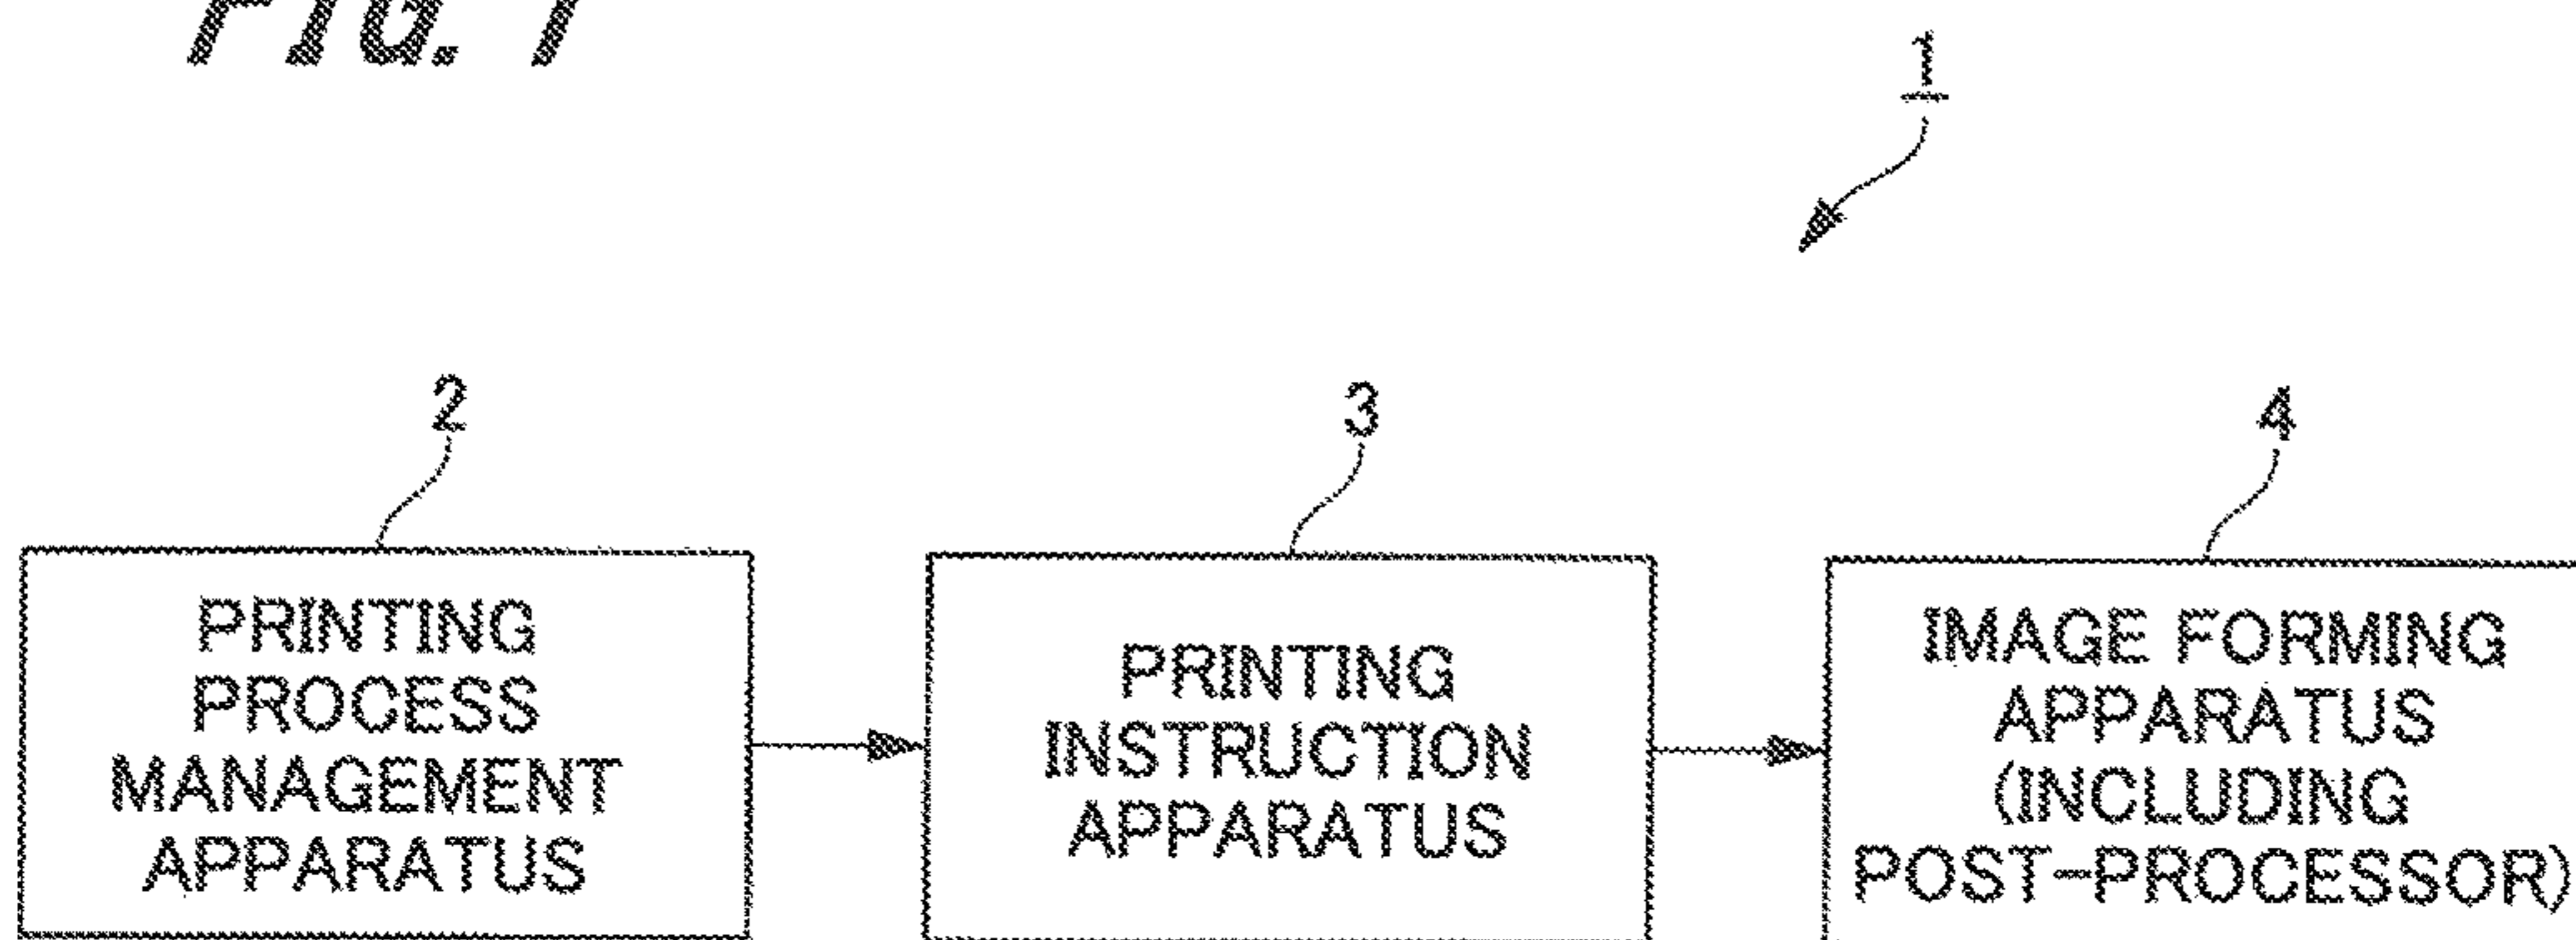 FIG. 1
1
2
3
4
PRINTING
PROCESS
MANAGEMENT
APPARATUS
PRINTING
INSTRUCTION
APPARATUS
IMAGE FORMING
APPARATUS
(INCLUDING
POST-PROCESSOR)